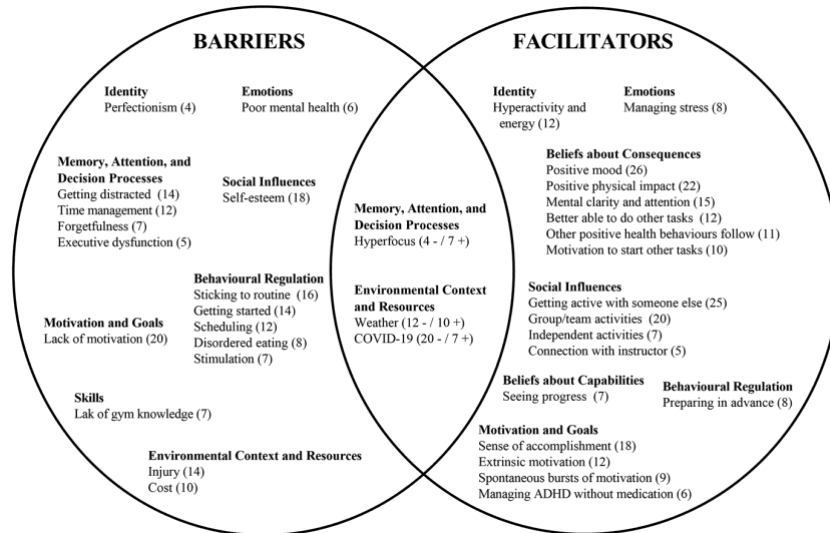 BARRIERS
Identity
Perfectionism (4)
Emotions
Poor mental health (6)
Memory, Attention, and
Decision Processes
Getting distracted (14)
Time management (12)
Forgetfulness (7)
Executive dysfunction (5)
Social Influences
Self-esteem (18)
Behavioural Regulation
Sticking to routine (16)
Getting started (14)
Scheduling (12)
Disordered eating (8)
Stimulation (7)
Motivation and Goals
Lack of motivation (20)
Skills
Lak of gym knowledge (7)
Environmental Context and Resources
Injury (14)
Cost (10)
Memory, Attention, and
Decision Processes
Hyperfocus (4 - / 7 +)
Environmental Context
and Resources
Weather (12 - / 10 +)
COVID-19 (20 - / 7 +)
FACILITATORS
Identity
Hyperactivity and
energy (12)
Emotions
Managing stress (8)
Beliefs about Consequences
Positive mood (26)
Positive physical impact (22)
Mental clarity and attention (15)
Better able to do other tasks (12)
Other positive health behaviours follow (11)
Motivation to start other tasks (10)
Social Influences
Getting active with someone else (25)
Group/team activities (20)
Independent activities (7)
Connection with instructor (5)
Beliefs about Capabilities
Seeing progress (7)
Behavioural Regulation
Preparing in advance (8)
Motivation and Goals
Sense of accomplishment (18)
Extrinsic motivation (12)
Spontaneous bursts of motivation (9)
Managing ADHD without medication (6)